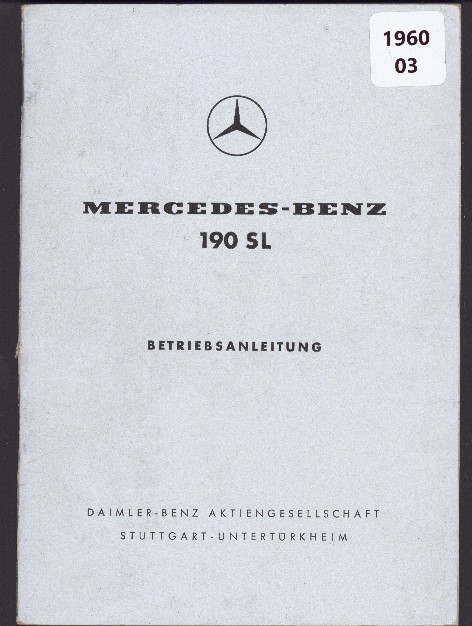 1960
03
MERCEDES-BENZ
190 SL
BETRIEBSANLEITUNG
DAIMLER-BENZ AKTIENGESELLSCHAFT
STUTTGART-UNTERTÜRKHEIM